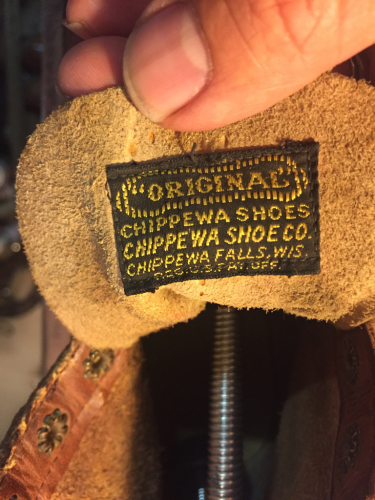 "ORIGINAL"
CHIPPEWA SHOES
CHIPPEWA SHOE CO.
CHIPPEWA FALLS, WIS.
REG. U.S. PAT. OFF.